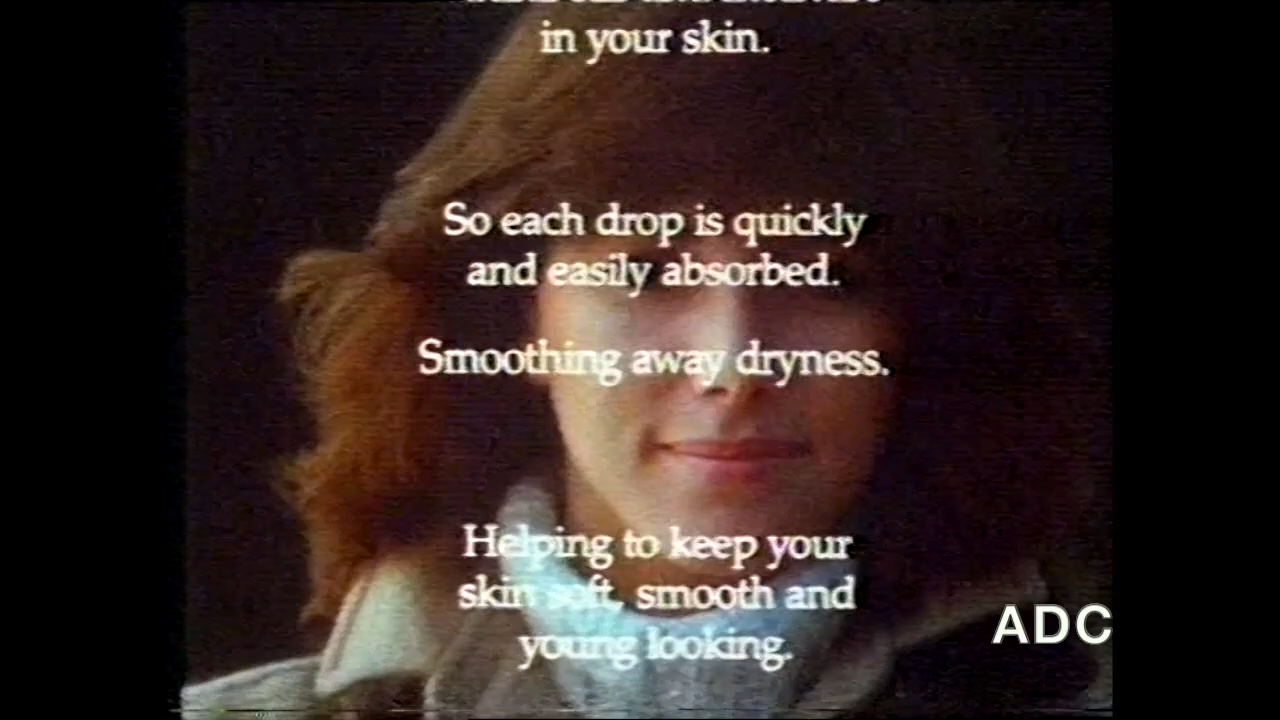 in your skin.
So each drop is quickly
and easily absorbed.
Smoothing away dryness.
Helping to keep your
skin soft, smooth and
young looking.
ADC